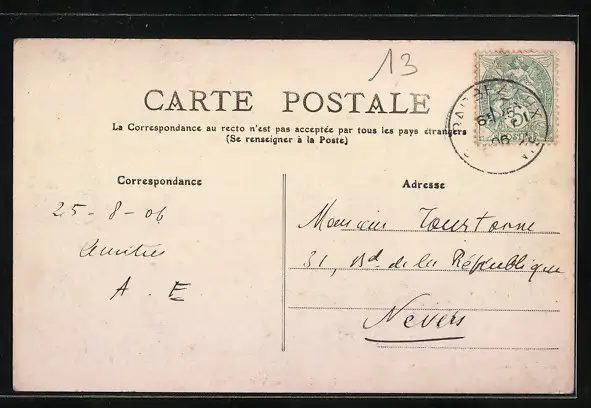 13
CARTE POSTALE
La Correspondance au recto n'est pas acceptée par tous les pays étrangers
(Se renseigner à la Poste)
Correspondance
Adresse
25-8-06
Amitiés
A. E
Monsieur Tourtonne
31, Bd de la République
Nevers